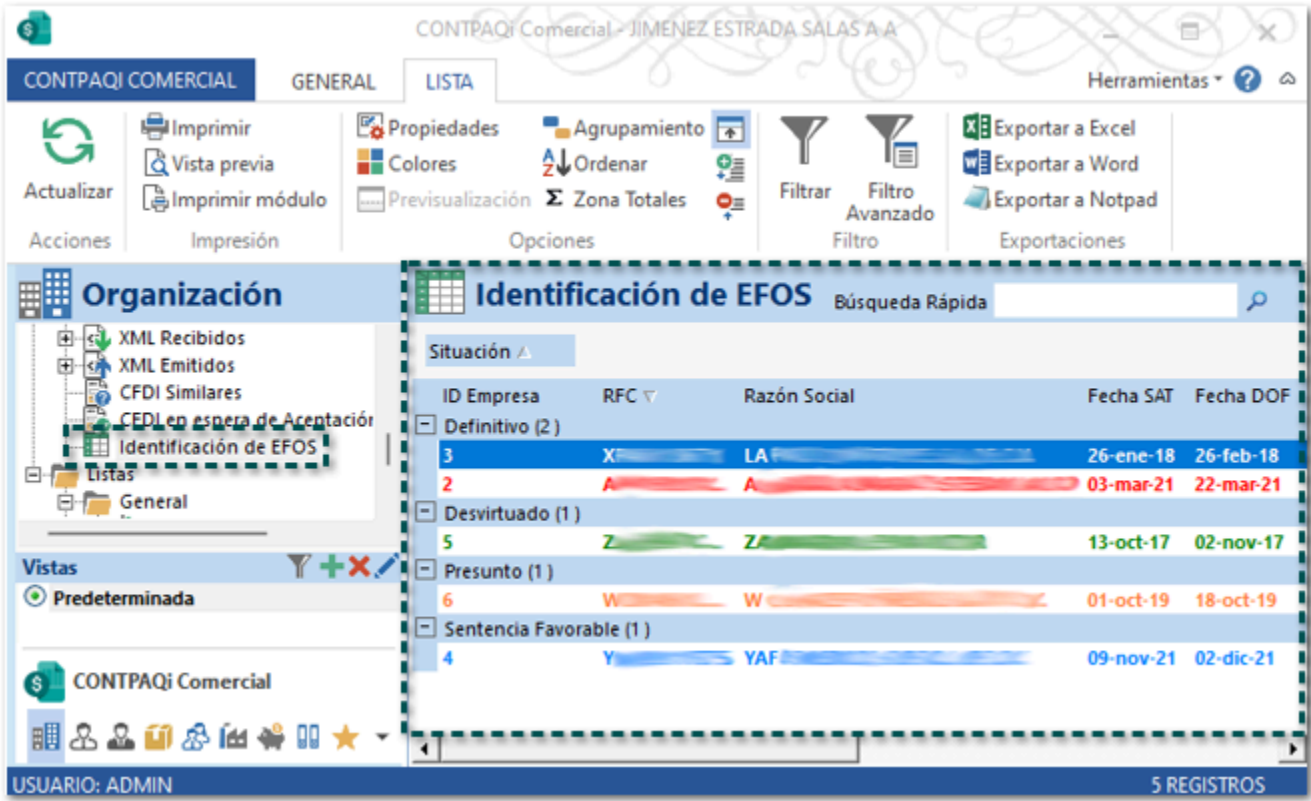 CONTPAQi Comercial - JIMENEZ ESTRADA SALAS A A
CONTPAQI COMERCIAL GENERAL LISTA Herramientas
Actualizar
Acciones
Imprimir
Vista previa
Imprimir módulo
Impresión
Propiedades
Colores
Previsualización
Agrupamiento
Ordenar
Zona Totales
Opciones
Filtrar
Filtro Avanzado
Filtro
Exportar a Excel
Exportar a Word
Exportar a Notpad
Exportaciones
Organización
XML Recibidos
XML Emitidos
CFDI Similares
CFDI en espera de Aceptación
Identificación de EFOS
Listas
General
Vistas
Predeterminada
CONTPAQi Comercial
Identificación de EFOS Búsqueda Rápida
Situación
ID Empresa RFC Razón Social Fecha SAT Fecha DOF
Definitivo (2 )
3 X LA 26-ene-18 26-feb-18
2 A A 03-mar-21 22-mar-21
Desvirtuado (1 )
5 Z ZA 13-oct-17 02-nov-17
Presunto (1 )
6 W W 01-oct-19 18-oct-19
Sentencia Favorable (1 )
4 Y YAF 09-nov-21 02-dic-21
USUARIO: ADMIN 5 REGISTROS